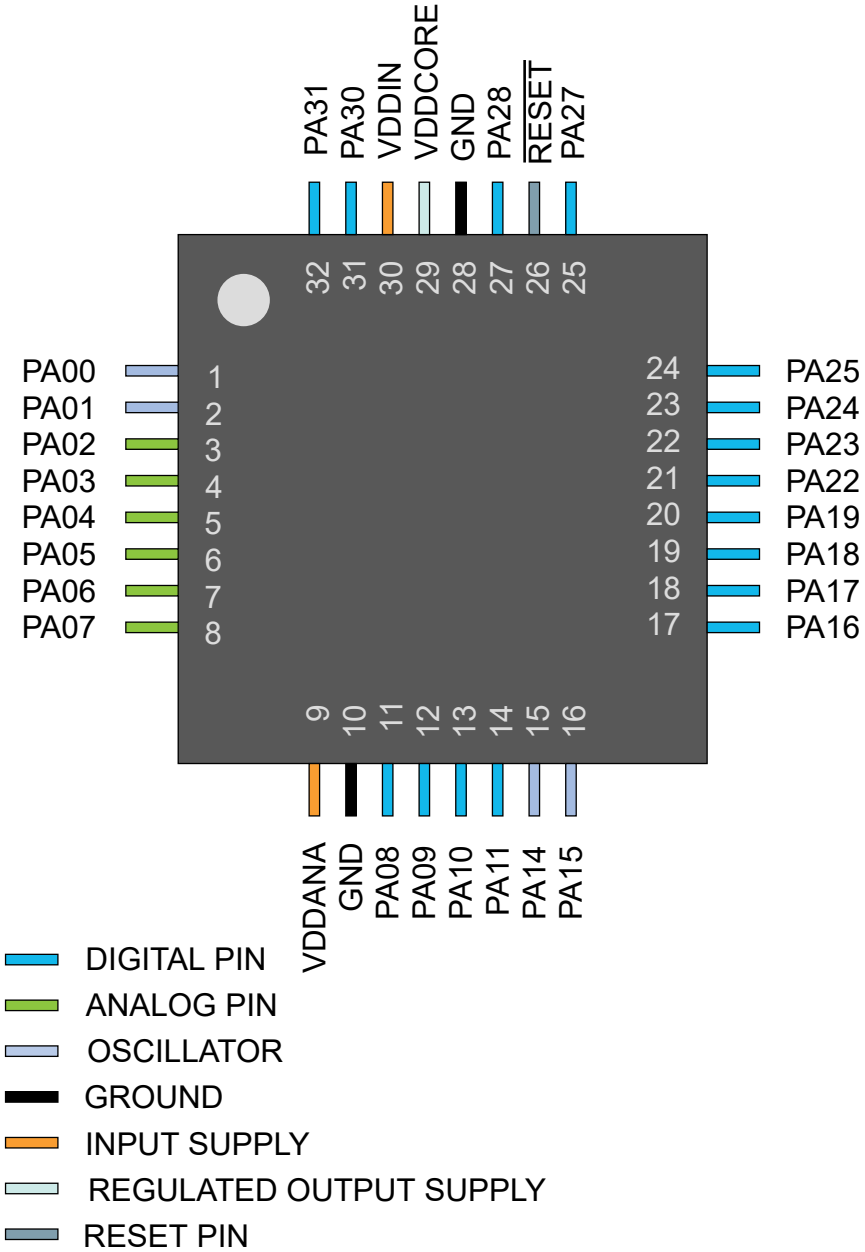 PA31
PA30
VDDIN
VDDCORE
GND
PA28
RESET
PA27
32
31
30
29
28
27
26
25
PA00 1
PA01 2
PA02 3
PA03 4
PA04 5
PA05 6
PA06 7
PA07 8
24 PA25
23 PA24
22 PA23
21 PA22
20 PA19
19 PA18
18 PA17
17 PA16
9
10
11
12
13
14
15
16
VDDANA
GND
PA08
PA09
PA10
PA11
PA14
PA15
DIGITAL PIN
ANALOG PIN
OSCILLATOR
GROUND
INPUT SUPPLY
REGULATED OUTPUT SUPPLY
RESET PIN